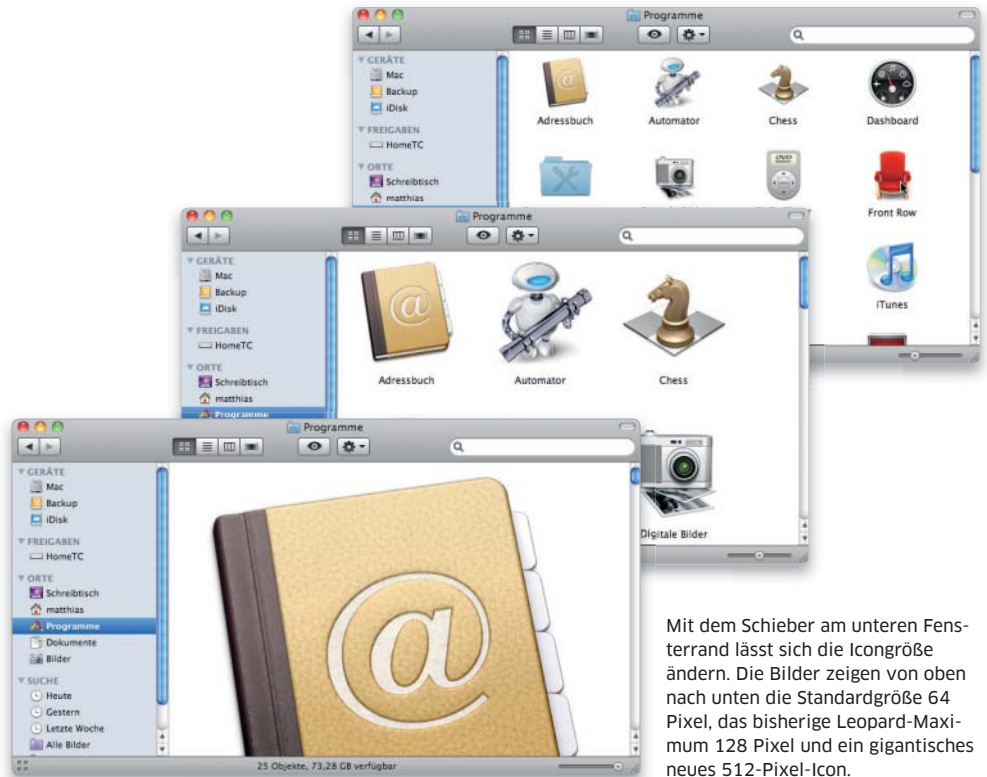 Programme
GERÄTE
Mac
Backup
iDisk
FREIGABEN
HomeTC
ORTE
Schreibtisch
matthias
Adressbuch Automator Chess Dashboard
DVD
Front Row
iTunes
Programme
GERÄTE
Mac
Backup
iDisk
FREIGABEN
HomeTC
ORTE
Schreibtisch
matthias
Programme
@
Adressbuch Automator Chess
Digitale Bilder
Programme
GERÄTE
Mac
Backup
iDisk
FREIGABEN
HomeTC
ORTE
Schreibtisch
matthias
Programme
Dokumente
Bilder
SUCHE
Heute
Gestern
Letzte Woche
Alle Bilder
@
25 Objekte, 73,28 GB verfügbar
Mit dem Schieber am unteren Fens-
terrand lässt sich die Icongröße
ändern. Die Bilder zeigen von oben
nach unten die Standardgröße 64
Pixel, das bisherige Leopard-Maxi-
mum 128 Pixel und ein gigantisches
neues 512-Pixel-Icon.